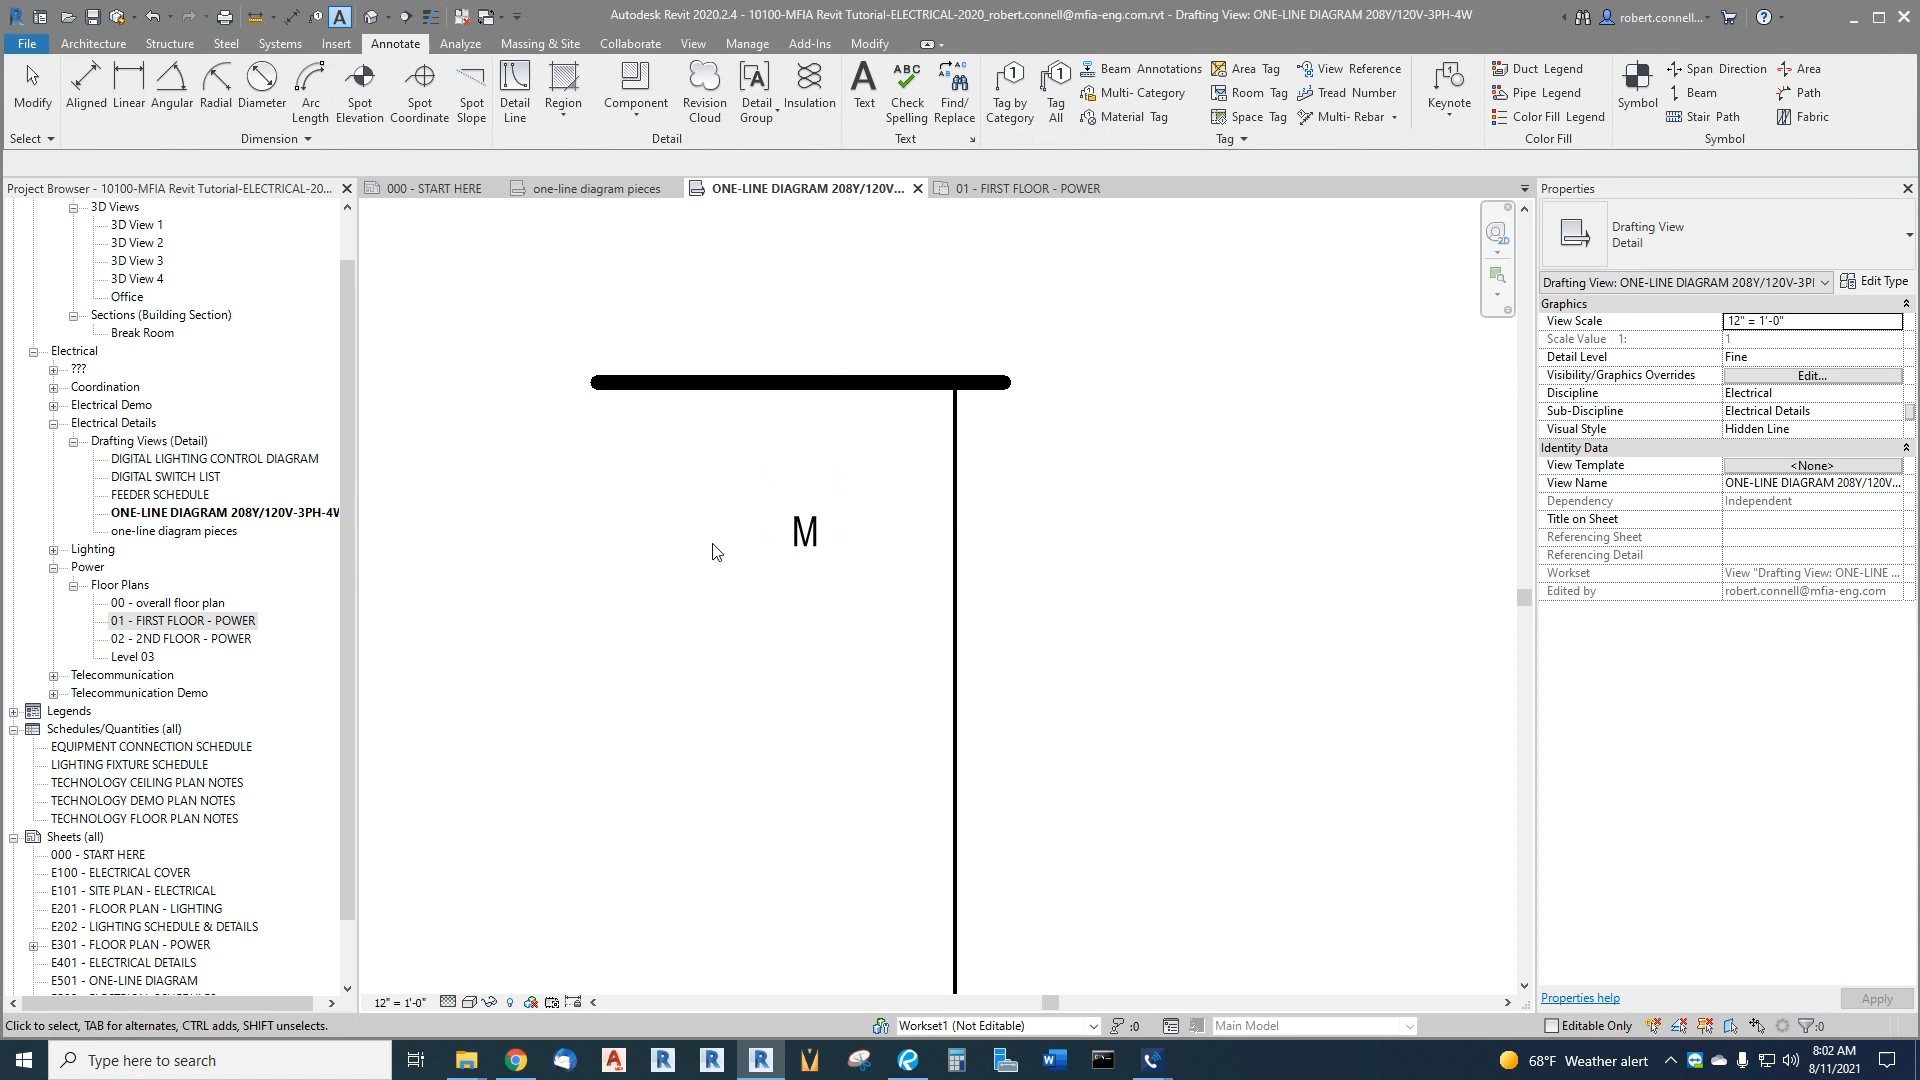 Autodesk Revit 2020.2.4 - 10100-MFIA Revit Tutorial-ELECTRICAL-2020_robert.connell@mfia-eng.com.rvt - Drafting View: ONE-LINE DIAGRAM 208Y/120V-3PH-4W
robert.connell...
File Architecture Structure Steel Systems Insert Annotate Analyze Massing & Site Collaborate View Manage Add-Ins Modify
Modify
Aligned Linear Angular Radial Diameter Arc Length Spot Elevation Spot Coordinate Spot Slope
Detail Line Region Component Revision Cloud Detail Group Insulation
A Text ABC Check Spelling Find/ Replace
Tag by Category Tag All
Beam Annotations Area Tag View Reference
Multi- Category Room Tag Tread Number
Material Tag Space Tag Multi- Rebar
Keynote
Duct Legend
Pipe Legend
Color Fill Legend
Symbol
Span Direction Area
Beam Path
Stair Path Fabric
Select Dimension Detail Text Tag Color Fill Symbol
Project Browser - 10100-MFIA Revit Tutorial-ELECTRICAL-20...
000 - START HERE one-line diagram pieces ONE-LINE DIAGRAM 208Y/120V... 01 - FIRST FLOOR - POWER
3D Views
3D View 1
3D View 2
3D View 3
3D View 4
Office
Sections (Building Section)
Break Room
Electrical
???
Coordination
Electrical Demo
Electrical Details
Drafting Views (Detail)
DIGITAL LIGHTING CONTROL DIAGRAM
DIGITAL SWITCH LIST
FEEDER SCHEDULE
ONE-LINE DIAGRAM 208Y/120V-3PH-4W
one-line diagram pieces
Lighting
Power
Floor Plans
00 - overall floor plan
01 - FIRST FLOOR - POWER
02 - 2ND FLOOR - POWER
Level 03
Telecommunication
Telecommunication Demo
Legends
Schedules/Quantities (all)
EQUIPMENT CONNECTION SCHEDULE
LIGHTING FIXTURE SCHEDULE
TECHNOLOGY CEILING PLAN NOTES
TECHNOLOGY DEMO PLAN NOTES
TECHNOLOGY FLOOR PLAN NOTES
Sheets (all)
000 - START HERE
E100 - ELECTRICAL COVER
E101 - SITE PLAN - ELECTRICAL
E201 - FLOOR PLAN - LIGHTING
E202 - LIGHTING SCHEDULE & DETAILS
E301 - FLOOR PLAN - POWER
E401 - ELECTRICAL DETAILS
E501 - ONE-LINE DIAGRAM
M
2D
Properties
Drafting View
Detail
Drafting View: ONE-LINE DIAGRAM 208Y/120V-3PI Edit Type
Graphics
View Scale 12" = 1'-0"
Scale Value 1: 1
Detail Level Fine
Visibility/Graphics Overrides Edit...
Discipline Electrical
Sub-Discipline Electrical Details
Visual Style Hidden Line
Identity Data
View Template <None>
View Name ONE-LINE DIAGRAM 208Y/120V...
Dependency Independent
Title on Sheet
Referencing Sheet
Referencing Detail
Workset View "Drafting View: ONE-LINE ...
Edited by robert.connell@mfia-eng.com
Properties help Apply
12" = 1'-0"
Click to select, TAB for alternates, CTRL adds, SHIFT unselects.
Workset1 (Not Editable) :0 Main Model Editable Only :0
Type here to search
68°F Weather alert
8:02 AM
8/11/2021